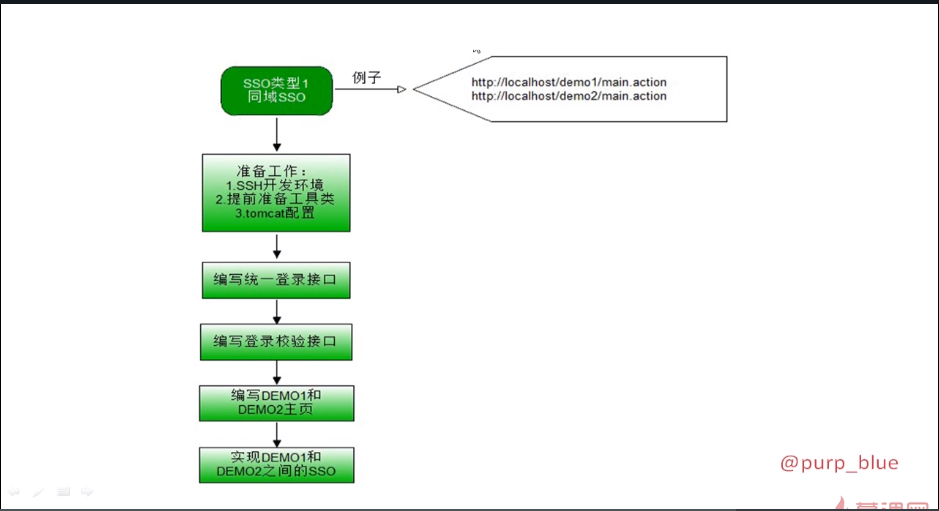 SSO类型1
同域SSO
例子
http://localhost/demo1/main.action
http://localhost/demo2/main.action
准备工作：
1.SSH开发环境
2.提前准备工具类
3.tomcat配置
编写统一登录接口
编写登录校验接口
编写DEMO1和
DEMO2主页
实现DEMO1和
DEMO2之间的SSO
@purp_blue